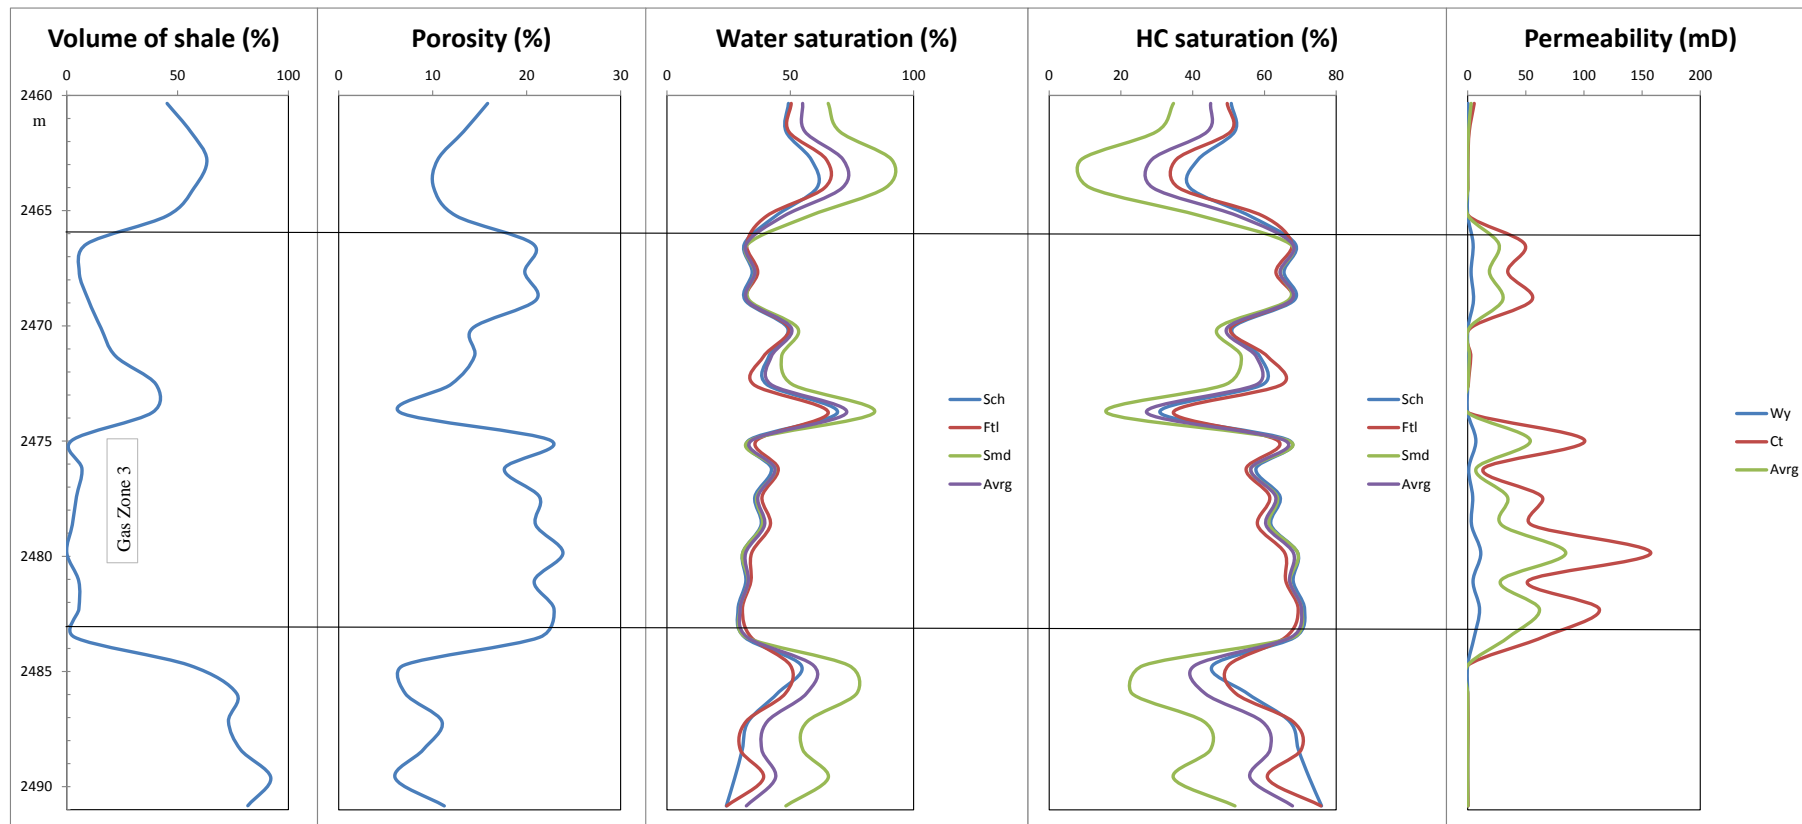 Volume of shale (%)
Porosity (%)
Water saturation (%)
HC saturation (%)
Permeability (mD)
0 50 100
0 10 20 30
0 50 100
0 20 40 60 80
0 50 100 150 200
2460
m
2465
2470
2475
2480
2485
2490
Gas Zone 3
Sch
Ftl
Smd
Avrg
Sch
Ftl
Smd
Avrg
Wy
Ct
Avrg